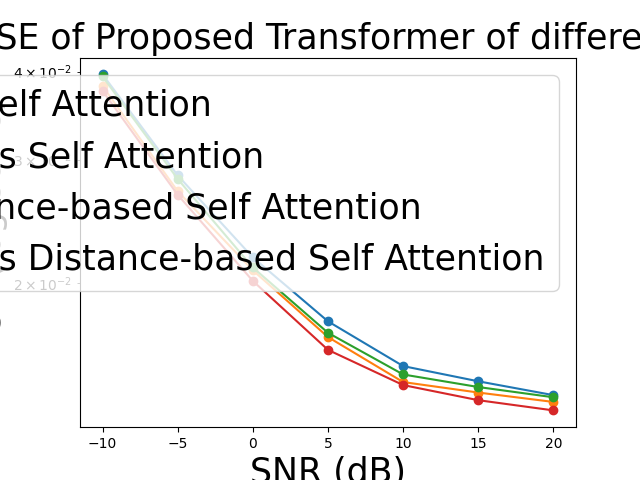 SE of Proposed Transformer of differe
4 × 10⁻²
elf Attention
s Self Attention
3 ×
nce-based Self Attention
s Distance-based Self Attention
2 × 10⁻²
−10 −5 0 5 10 15 20
SNR (dB)